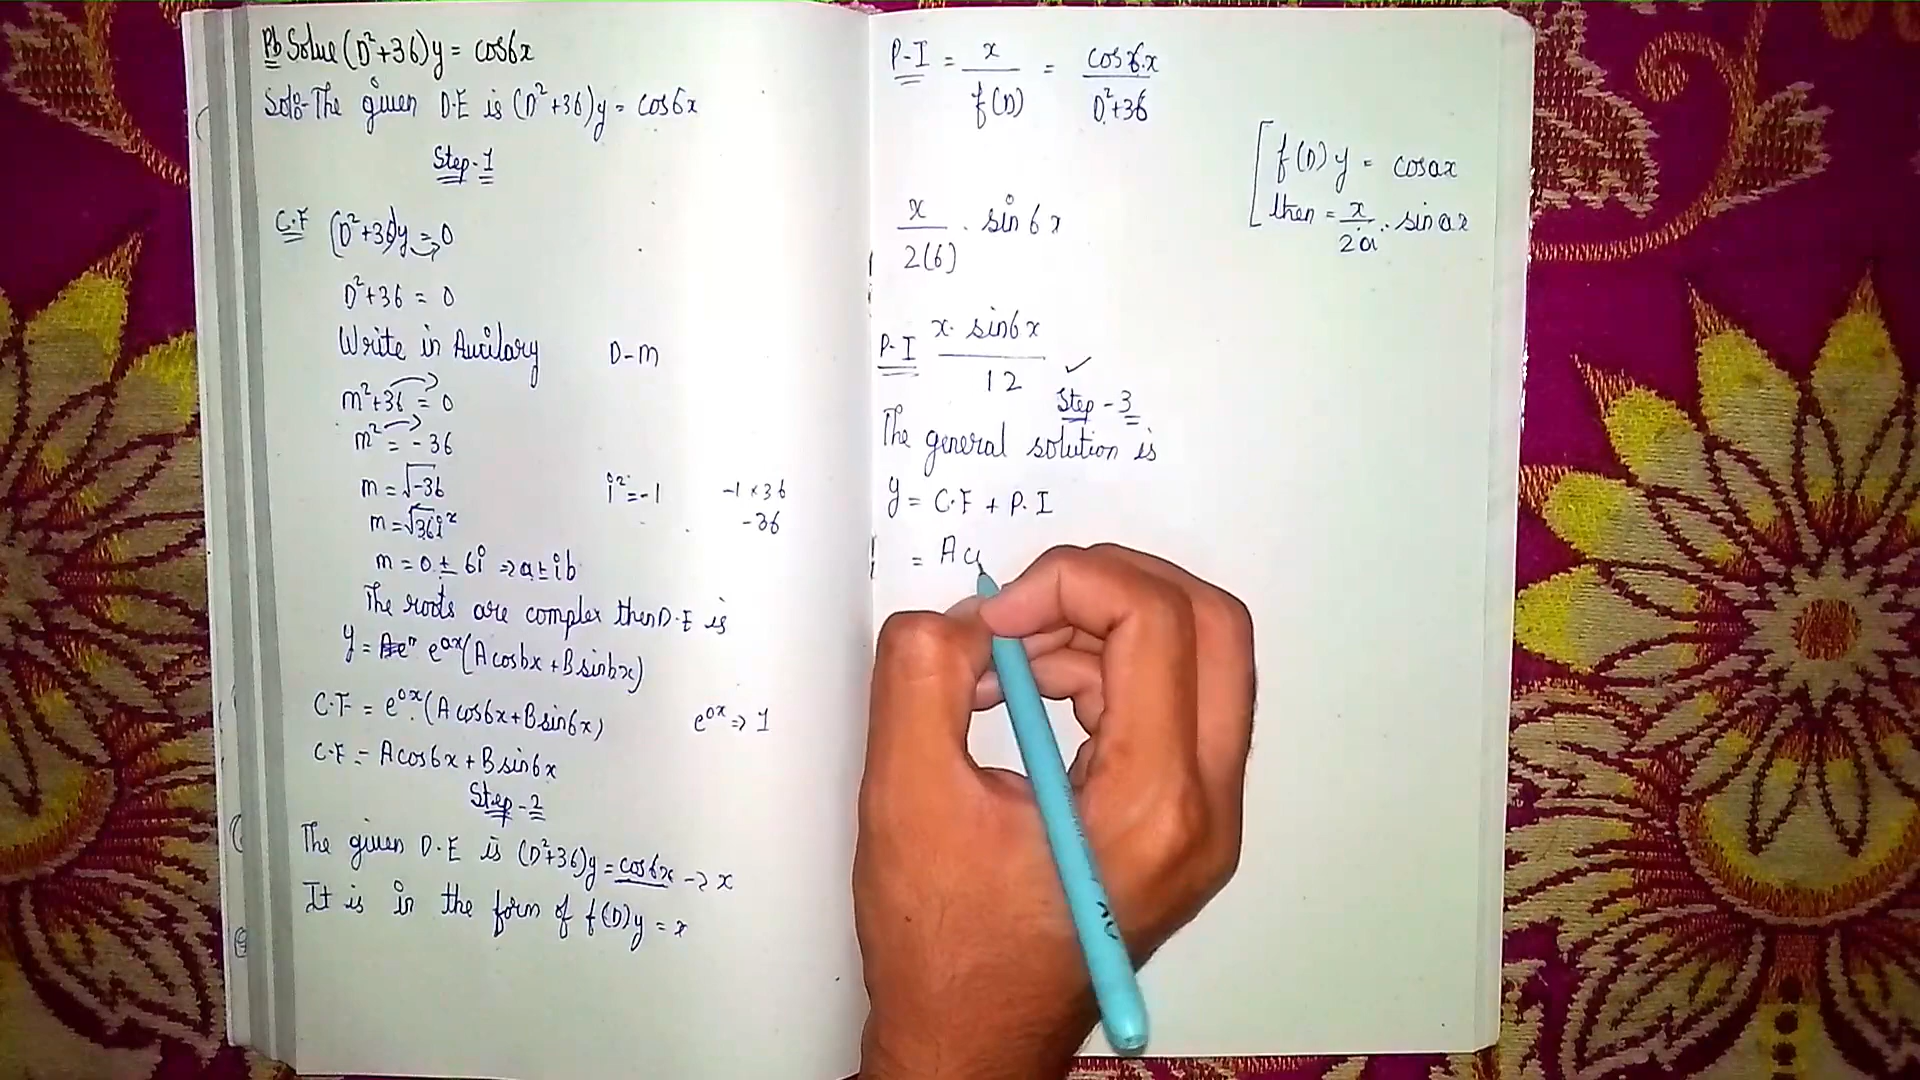 Pb Solve (D²+36)y = cos6x
Sol:- The given D.E is (D²+36)y = cos6x
Step-1
C.F (D²+36)y = 0
D²+36 = 0
Write in Aucilary D-m
m²+36 = 0
m² = -36
m = √-36 i² = -1 -1×36
m = √36i² -36
m = 0 ± 6i => a ± ib
The roots are complex then D.E is
y = e^ax (A cosbx + B sinbx)
C.F = e^0x (A cos6x + B sin6x) e^0x => 1
C.F = A cos6x + B sin6x
Step-2
The given D.E is (D²+36)y = cos6x -> x
It is in the form of f(D)y = x
P-I = x/f(D) = cos6.x/D²+36
[f(D)y = cosax
then = x/2a . sinax
x/2(6) . sin6x
P-I x. sin6x/12 ✓
Step-3
The general solution is
y = C.F + P.I
= A c